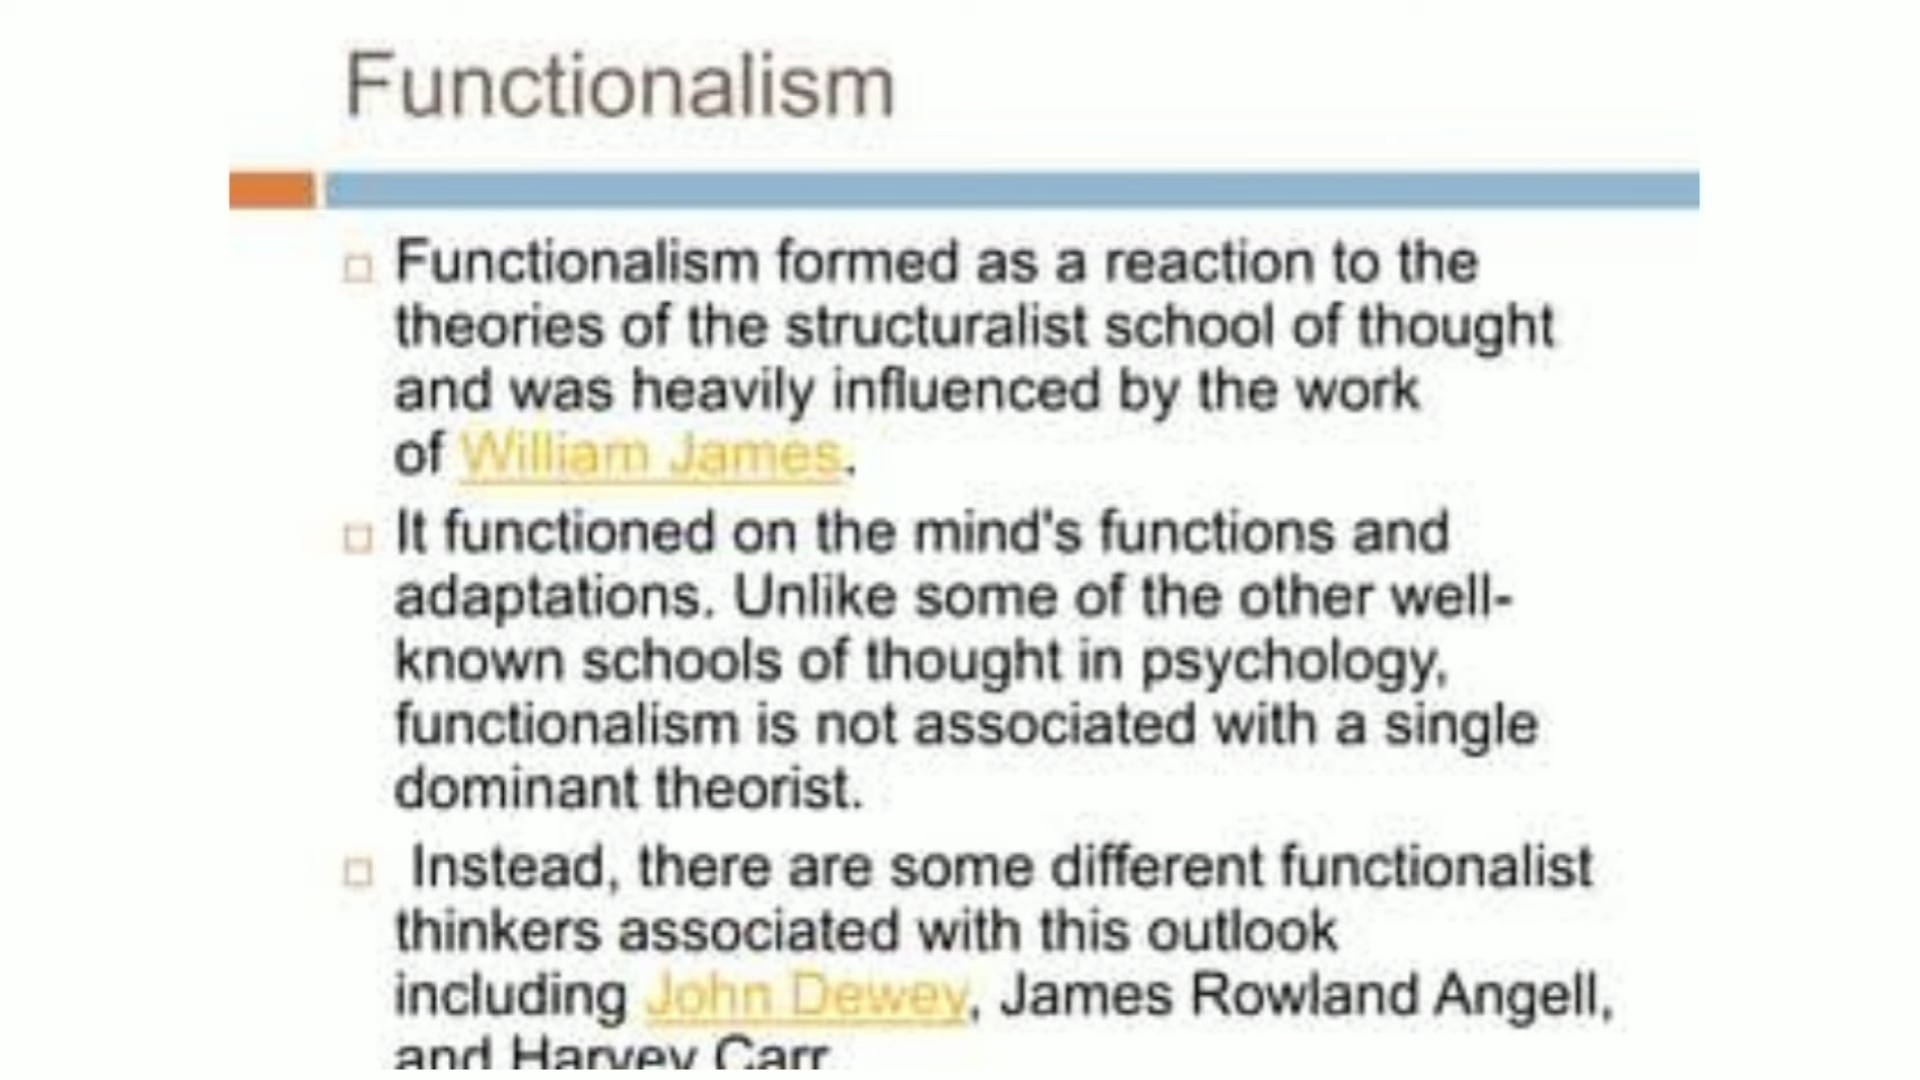 Functionalism
Functionalism formed as a reaction to the
theories of the structuralist school of thought
and was heavily influenced by the work
of William James.
It functioned on the mind's functions and
adaptations. Unlike some of the other well-
known schools of thought in psychology,
functionalism is not associated with a single
dominant theorist.
Instead, there are some different functionalist
thinkers associated with this outlook
including John Dewey, James Rowland Angell,
and Harvey Carr